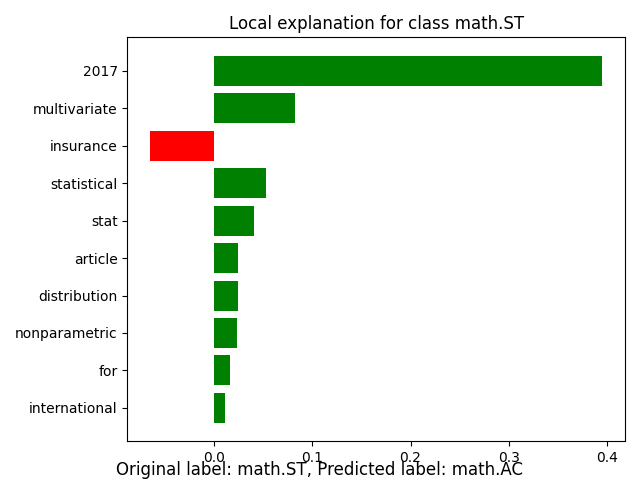 Local explanation for class math.ST
2017
multivariate
insurance
statistical
stat
article
distribution
nonparametric
for
international
0.0 0.1 0.2 0.3 0.4
Original label: math.ST, Predicted label: math.AC